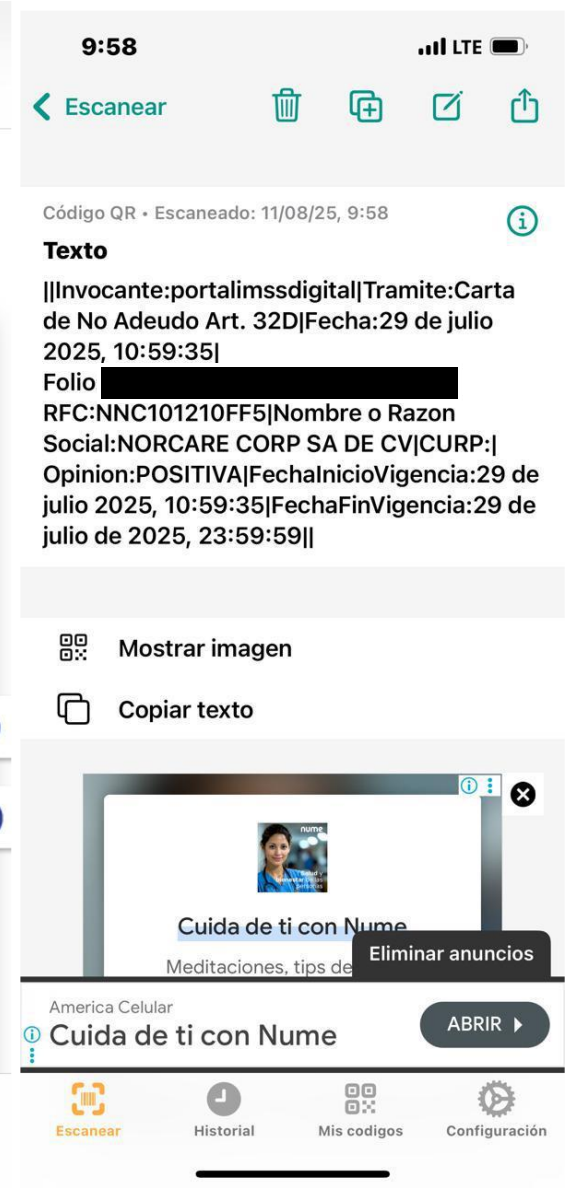 9:58
LTE
Escanear
Código QR • Escaneado: 11/08/25, 9:58
Texto
||Invocante:portalimssdigital|Tramite:Carta
de No Adeudo Art. 32D|Fecha:29 de julio
2025, 10:59:35|
Folio
RFC:NNC101210FF5|Nombre o Razon
Social:NORCARE CORP SA DE CV|CURP:|
Opinion:POSITIVA|FechaInicioVigencia:29 de
julio 2025, 10:59:35|FechaFinVigencia:29 de
julio de 2025, 23:59:59||
Mostrar imagen
Copiar texto
nume
Salud y
bienestar
personas
Cuida de ti con Nume
Meditaciones, tips de
Eliminar anuncios
America Celular
Cuida de ti con Nume
ABRIR
Escanear
Historial
Mis codigos
Configuración